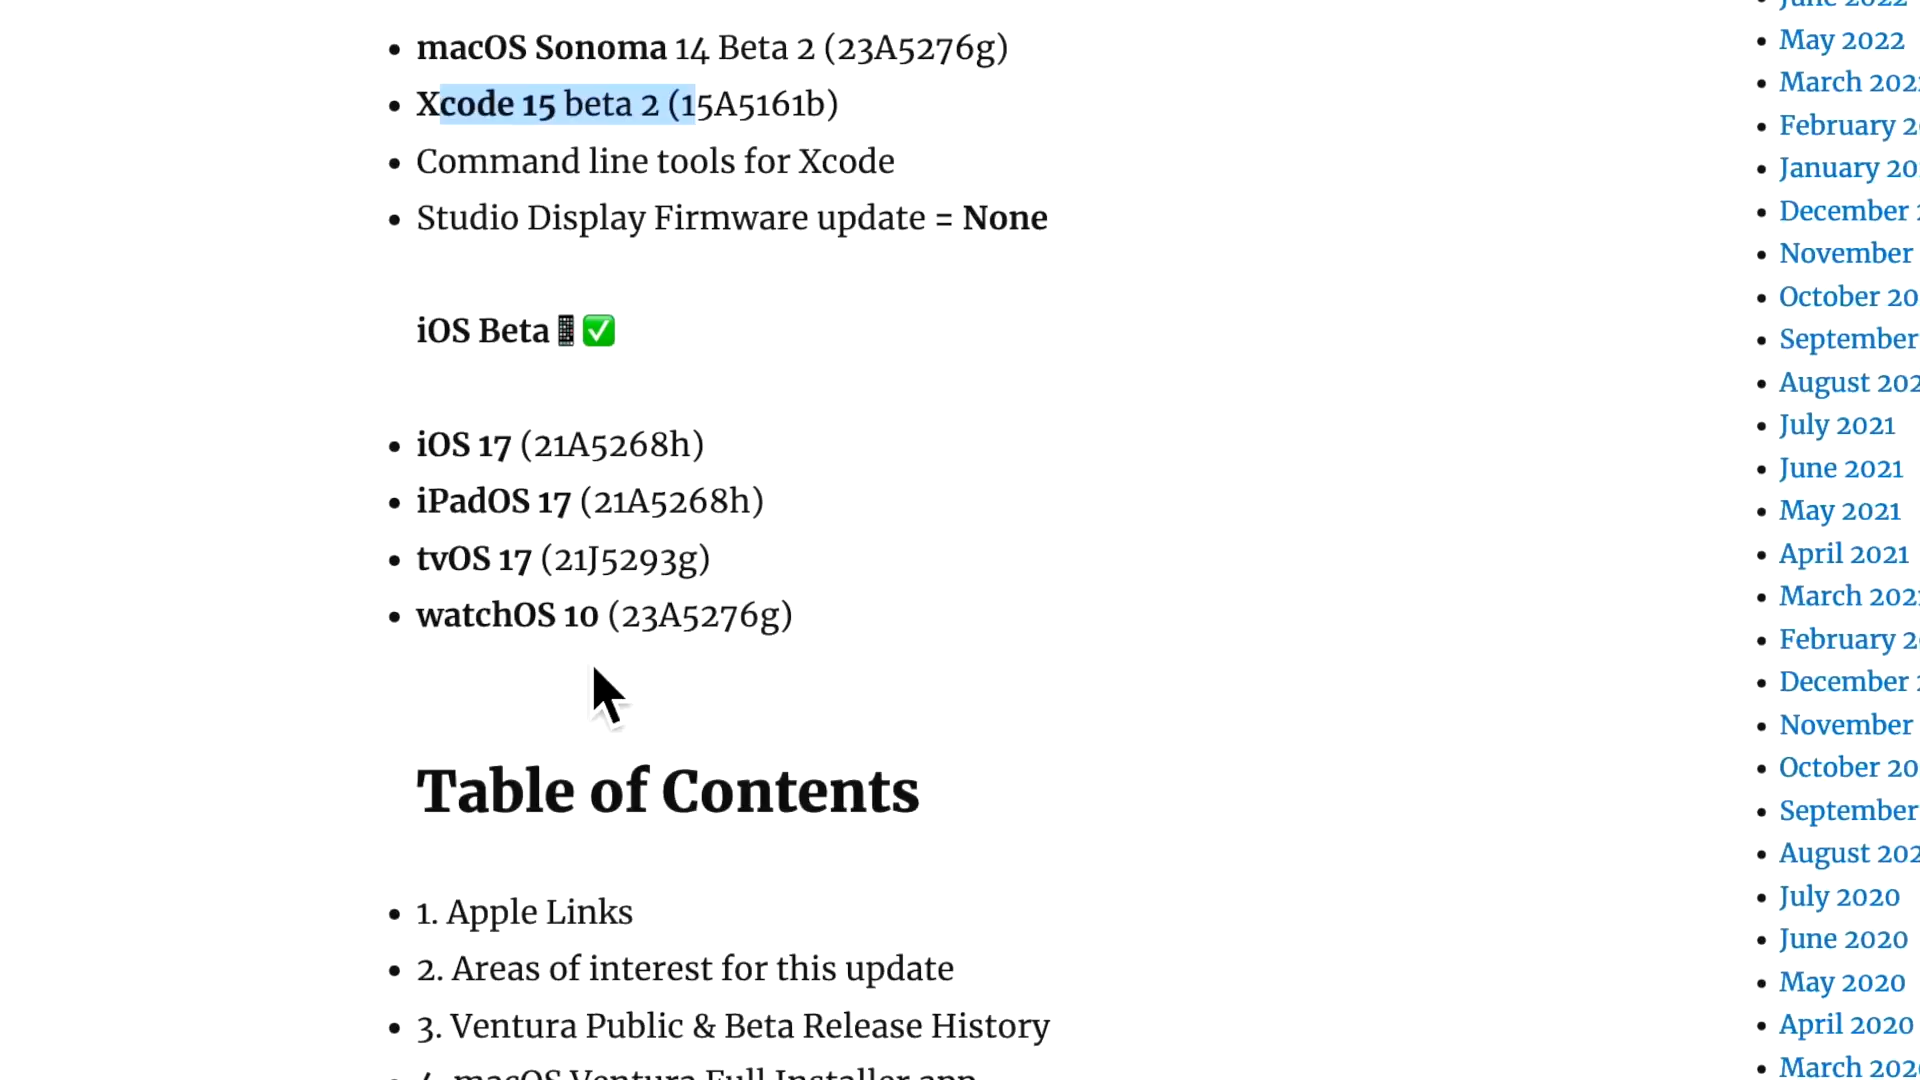 macOS Sonoma 14 Beta 2 (23A5276g)
Xcode 15 beta 2 (15A5161b)
Command line tools for Xcode
Studio Display Firmware update = None
iOS Beta📱✅
iOS 17 (21A5268h)
iPadOS 17 (21A5268h)
tvOS 17 (21J5293g)
watchOS 10 (23A5276g)
Table of Contents
1. Apple Links
2. Areas of interest for this update
3. Ventura Public & Beta Release History
4. macOS Ventura Full Installer app
June 2022
May 2022
March 202
February
January
December
November
October
September
August 202
July 2021
June 2021
May 2021
April 2021
March 202
February
December
November
October
September
August 202
July 2020
June 2020
May 2020
April 2020
March 202